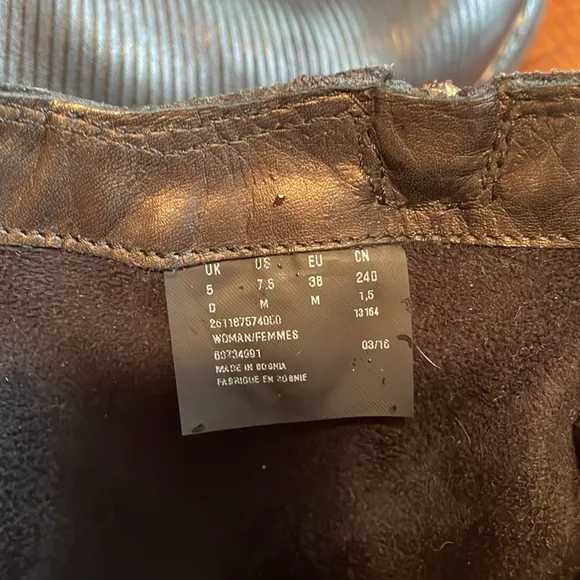 UK US EU CN
5 7.5 38 240
D M M 1,5
261187574050 13164
WOMAN/FEMMES
69734991 03/16
MADE IN BOSNIA
FABRIQUE EN BOSNIE